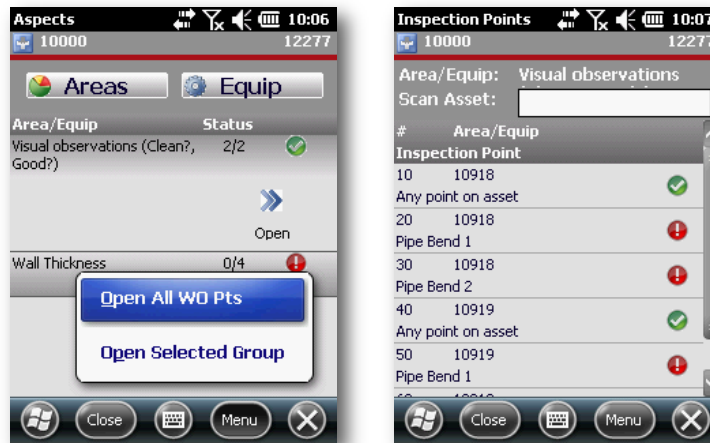 Aspects 10:06
10000 12277
Areas Equip
Area/Equip Status
Visual observations (Clean?, 2/2
Good?)
Open
Wall Thickness 0/4
Open All WO Pts
Open Selected Group
Close Menu
Inspection Points 10:07
10000 1227
Area/Equip: Visual observations
Scan Asset:
# Area/Equip
Inspection Point
10 10918
Any point on asset
20 10918
Pipe Bend 1
30 10918
Pipe Bend 2
40 10919
Any point on asset
50 10919
Pipe Bend 1
Close Menu